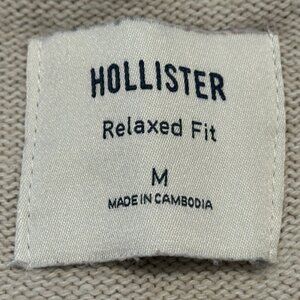 HOLLISTER
Relaxed Fit
M
MADE IN CAMBODIA